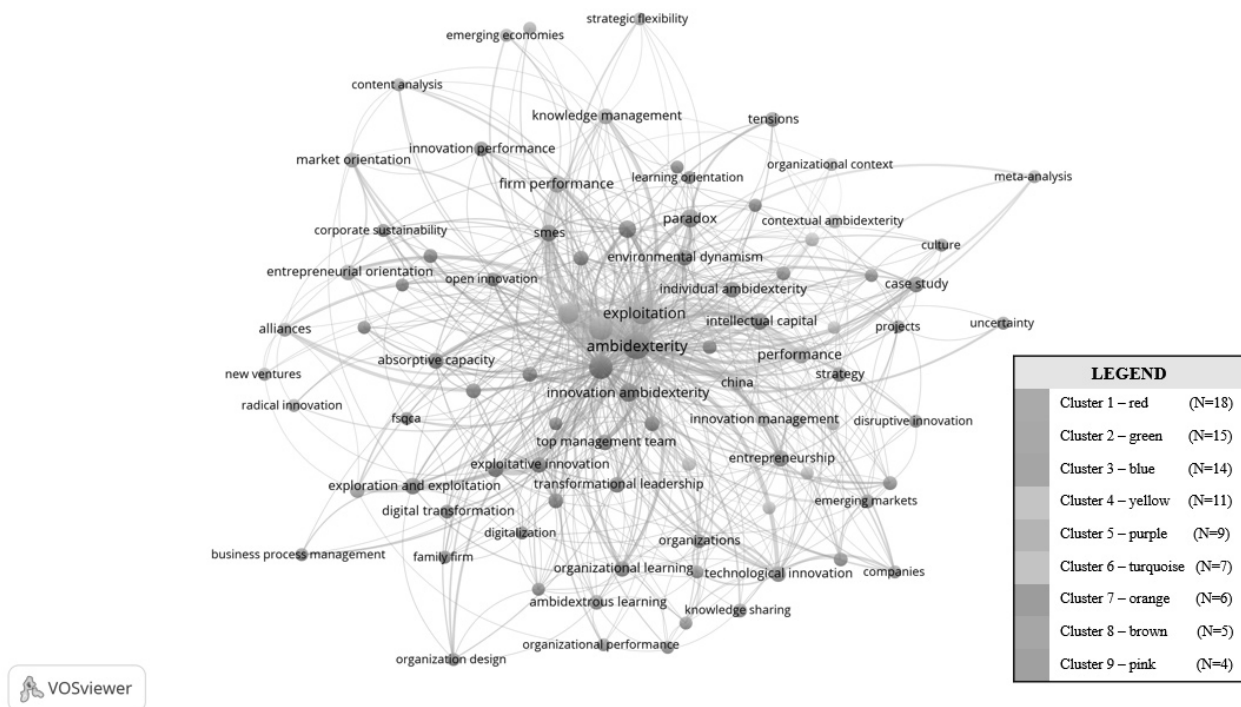 strategic flexibility
emerging economies
content analysis
knowledge management
tensions
innovation performance
market orientation
organizational context
learning orientation
meta-analysis
firm performance
paradox
contextual ambidexterity
corporate sustainability
smes
culture
environmental dynamism
entrepreneurial orientation
open innovation
individual ambidexterity
case study
exploitation
intellectual capital
projects
uncertainty
alliances
ambidexterity
performance
absorptive capacity
new ventures
strategy
china
innovation ambidexterity
radical innovation
fsqca
innovation management
disruptive innovation
top management team
entrepreneurship
exploitative innovation
transformational leadership
exploration and exploitation
emerging markets
digital transformation
digitalization
organizations
business process management
family firm
organizational learning
technological innovation
companies
ambidextrous learning
knowledge sharing
organizational performance
organization design
LEGEND
Cluster 1 – red (N=18)
Cluster 2 – green (N=15)
Cluster 3 – blue (N=14)
Cluster 4 – yellow (N=11)
Cluster 5 – purple (N=9)
Cluster 6 – turquoise (N=7)
Cluster 7 – orange (N=6)
Cluster 8 – brown (N=5)
Cluster 9 – pink (N=4)
VOSviewer